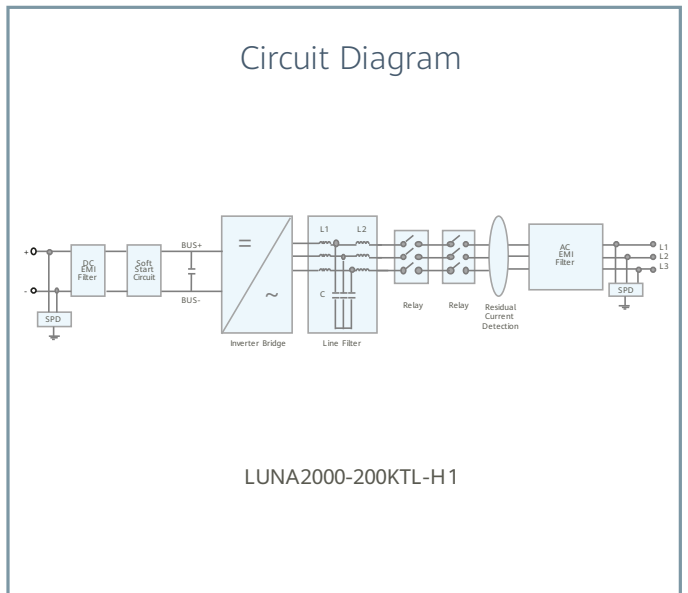 Circuit Diagram
+
-
SPD
DC
EMI
Filter
Soft
Start
Circuit
BUS+
BUS-
=
~
Inverter Bridge
L1 L2
C
Line Filter
Relay
Relay
Residual
Current
Detection
AC
EMI
Filter
L1
L2
L3
SPD
LUNA2000-200KTL-H1